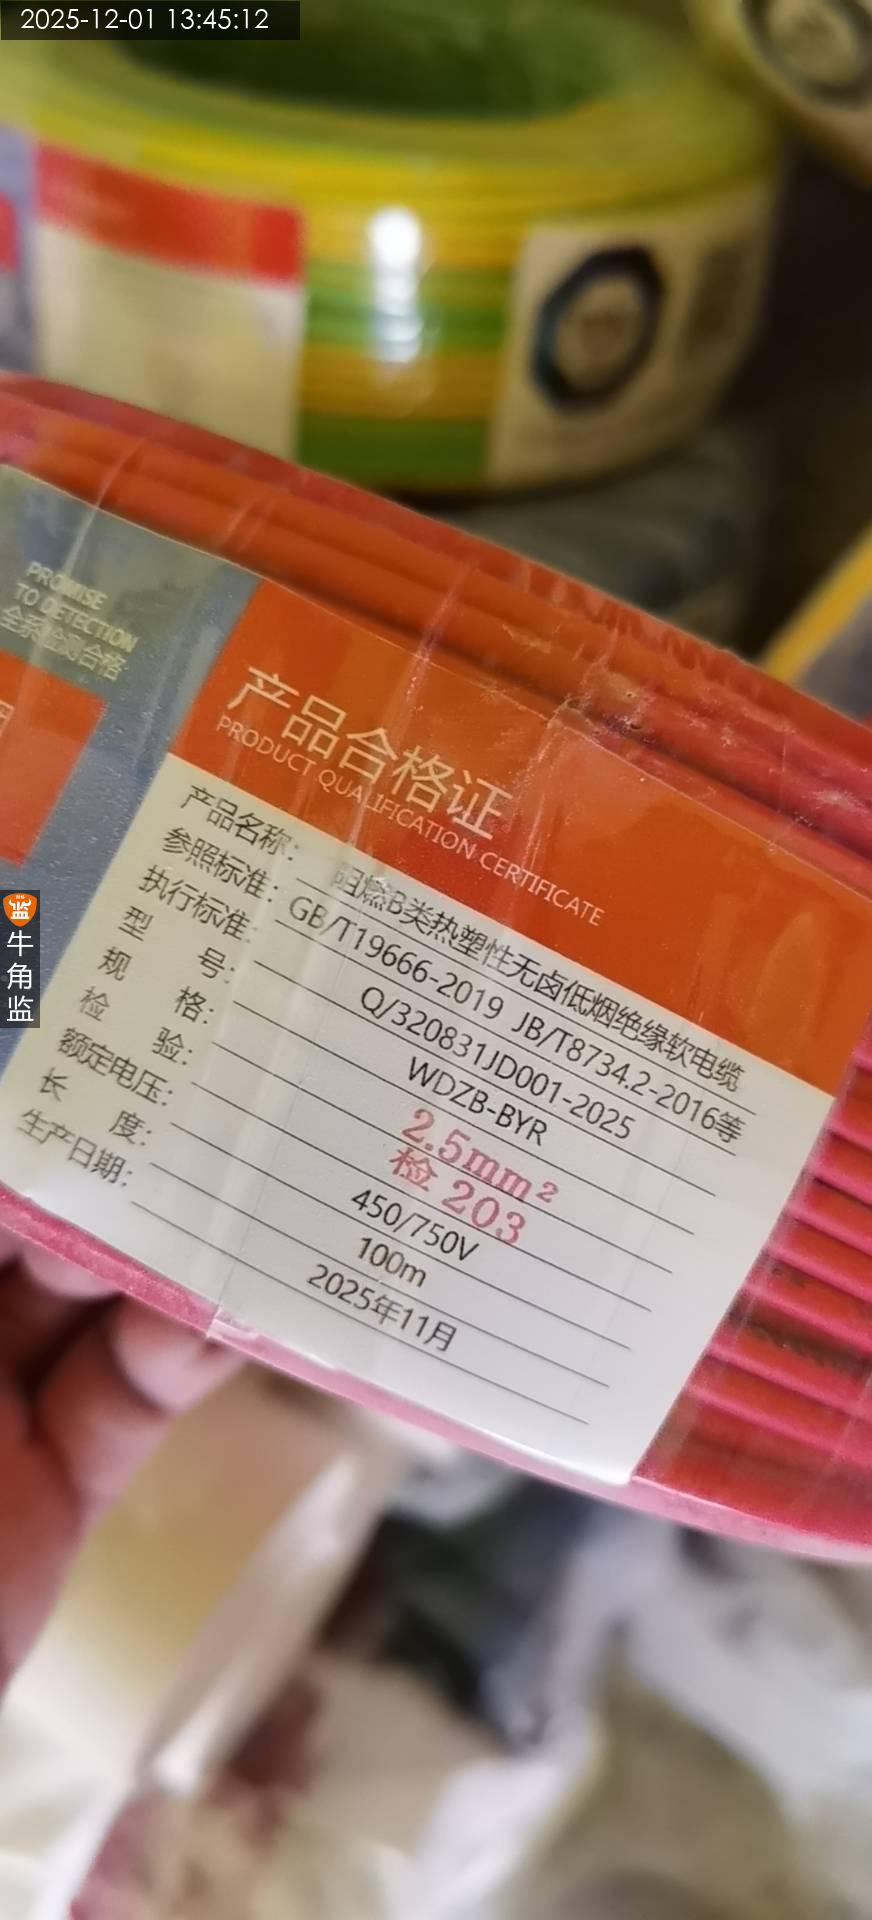 2025-12-01 13:45:12
PROMISE
TO DETECTION
全系检测合格
产品合格证
PRODUCT QUALIFICATION CERTIFICATE
产品名称: 阻燃B类热塑性无卤低烟绝缘软电缆
参照标准: GB/T19666-2019 JB/T8734.2-2016等
执行标准: Q/320831JD001-2025
型 号: WDZB-BYR
规 格: 2.5mm²
检 验: 检 203
额定电压: 450/750V
长 度: 100m
生产日期: 2025年11月
监
牛角监